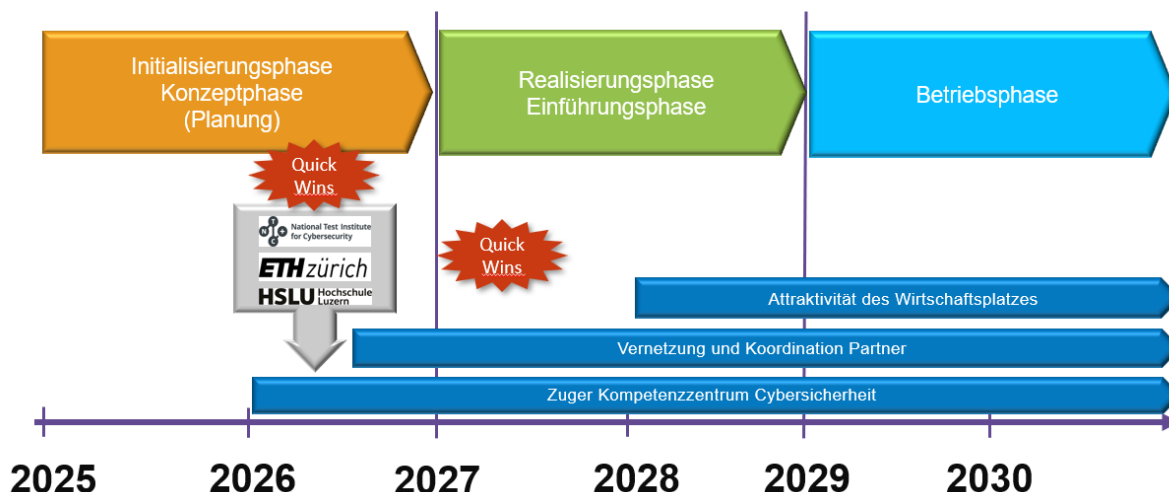 Initialisierungsphase
Konzeptphase
(Planung)
Realisierungsphase
Einführungsphase
Betriebsphase
Quick
Wins
N T C
National Test Institute
for Cybersecurity
ETH zürich
HSLU Hochschule
Luzern
Quick
Wins
Attraktivität des Wirtschaftsplatzes
Vernetzung und Koordination Partner
Zuger Kompetenzzentrum Cybersicherheit
2025 2026 2027 2028 2029 2030